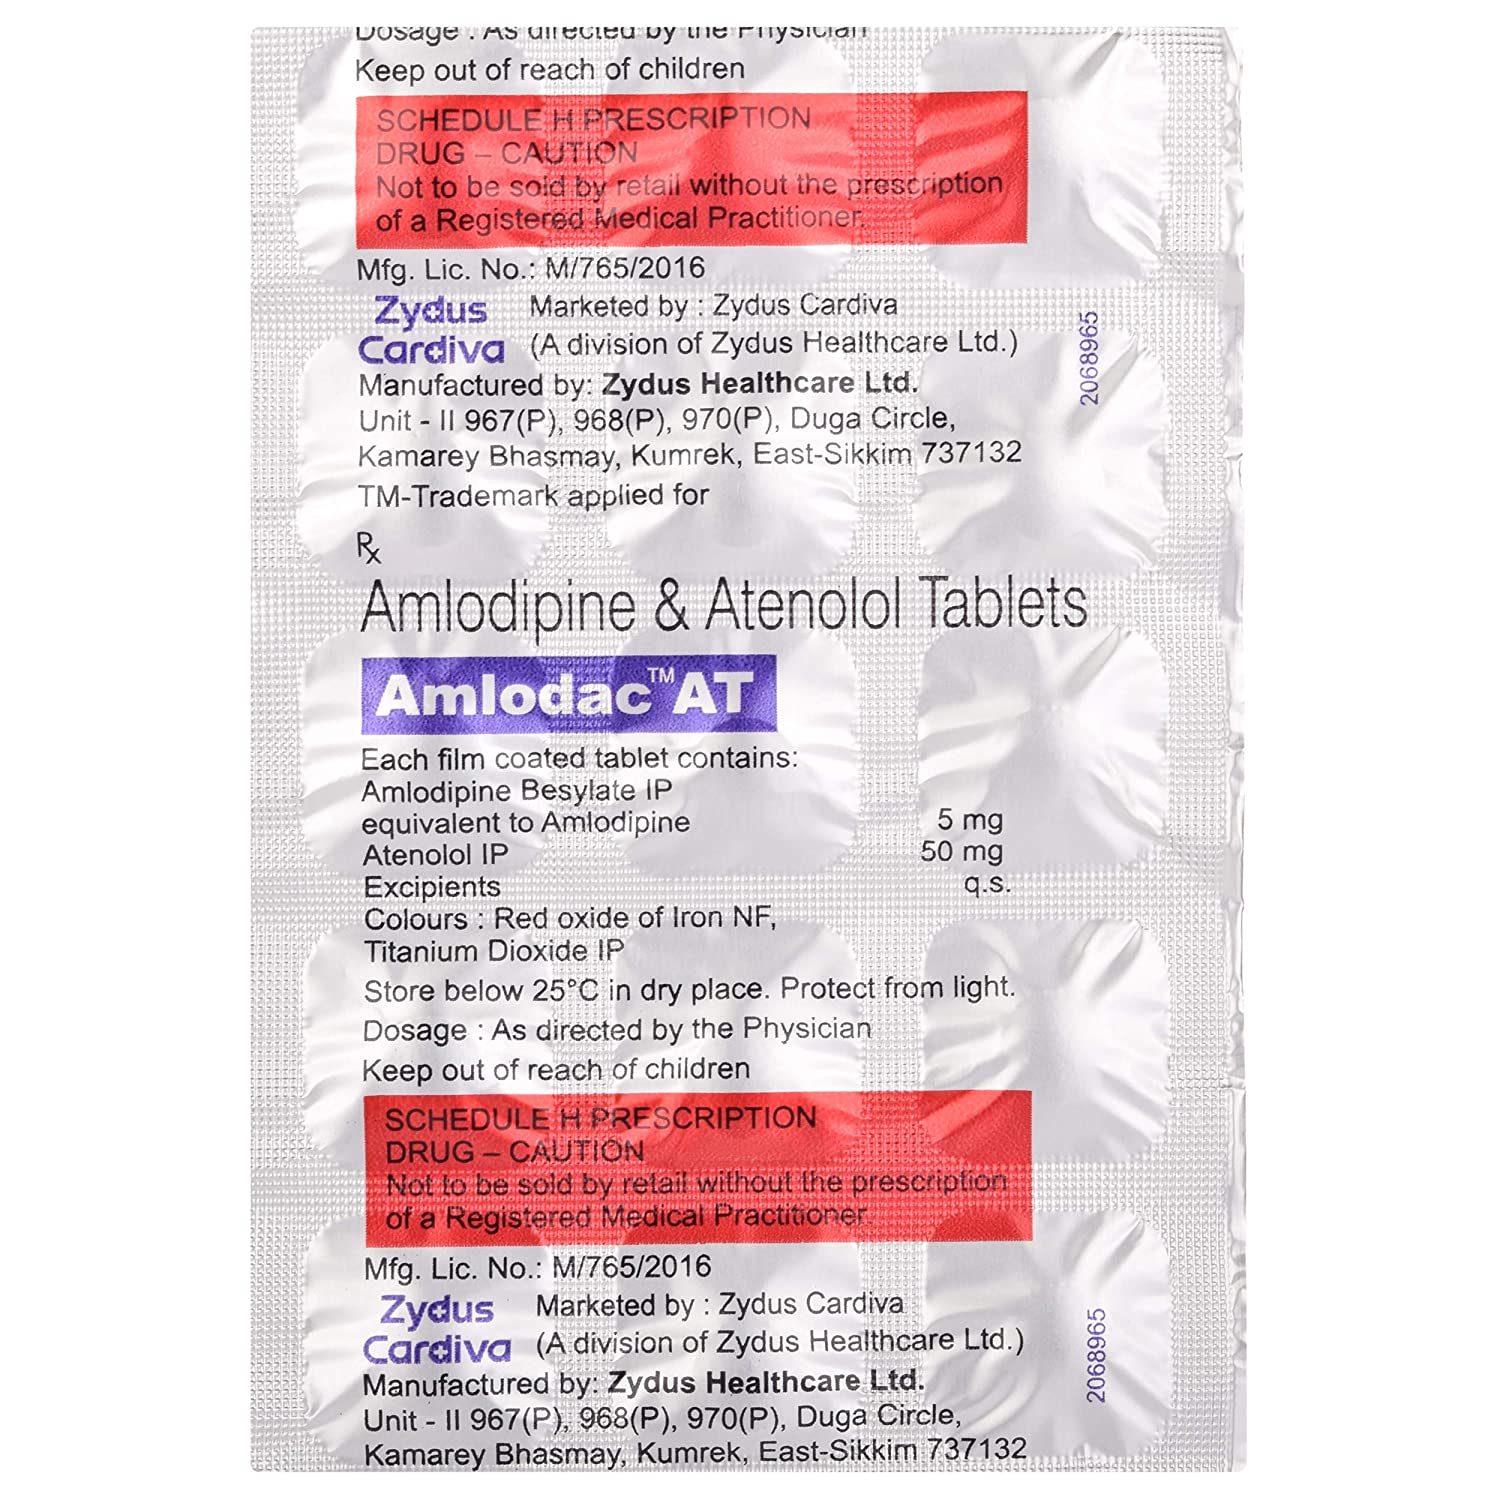 Dosage : As directed by the Physician
Keep out of reach of children
SCHEDULE H PRESCRIPTION
DRUG – CAUTION
Not to be sold by retail without the prescription
of a Registered Medical Practitioner.
Mfg. Lic. No.: M/765/2016
Zydus Marketed by : Zydus Cardiva
Cardiva (A division of Zydus Healthcare Ltd.)
2068965
Manufactured by: Zydus Healthcare Ltd.
Unit - II 967(P), 968(P), 970(P), Duga Circle,
Kamarey Bhasmay, Kumrek, East-Sikkim 737132
TM-Trademark applied for
Rx
Amlodipine & Atenolol Tablets
Amlodac™ AT
Each film coated tablet contains:
Amlodipine Besylate IP
equivalent to Amlodipine 5 mg
Atenolol IP 50 mg
Excipients q.s.
Colours : Red oxide of Iron NF,
Titanium Dioxide IP
Store below 25°C in dry place. Protect from light.
Dosage : As directed by the Physician
Keep out of reach of children
SCHEDULE H PRESCRIPTION
DRUG – CAUTION
Not to be sold by retail without the prescription
of a Registered Medical Practitioner.
Mfg. Lic. No.: M/765/2016
Zydus Marketed by : Zydus Cardiva
Cardiva (A division of Zydus Healthcare Ltd.)
2068965
Manufactured by: Zydus Healthcare Ltd.
Unit - II 967(P), 968(P), 970(P), Duga Circle,
Kamarey Bhasmay, Kumrek, East-Sikkim 737132